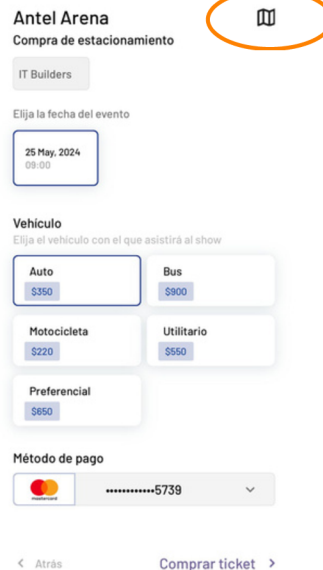 Antel Arena
Compra de estacionamiento
IT Builders
Elija la fecha del evento
25 May, 2024
09:00
Vehículo
Elija el vehículo con el que asistirá al show
Auto
$350
Bus
$900
Motocicleta
$220
Utilitario
$550
Preferencial
$650
Método de pago
mastercard
••••••••••••5739
Atrás
Comprar ticket